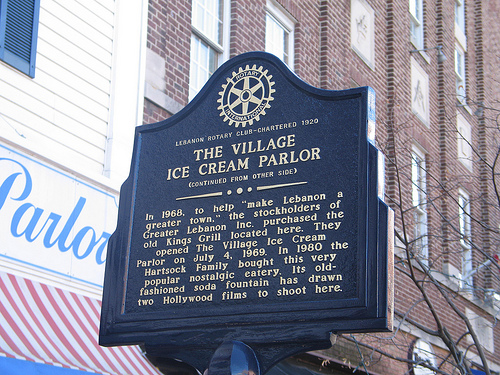 ROTARY
INTERNATIONAL
LEBANON ROTARY CLUB-CHARTERED 1920
THE VILLAGE
ICE CREAM PARLOR
(CONTINUED FROM OTHER SIDE)
In 1968, to help "make Lebanon a
greater town," the stockholders of
Greater Lebanon Inc. purchased the
old Kings Grill located here. They
opened The Village Ice Cream
Parlor on July 4, 1969. In 1980 the
Hartsock Family bought this very
popular nostalgic eatery. Its old-
fashioned soda fountain has drawn
two Hollywood films to shoot here.
Parlor